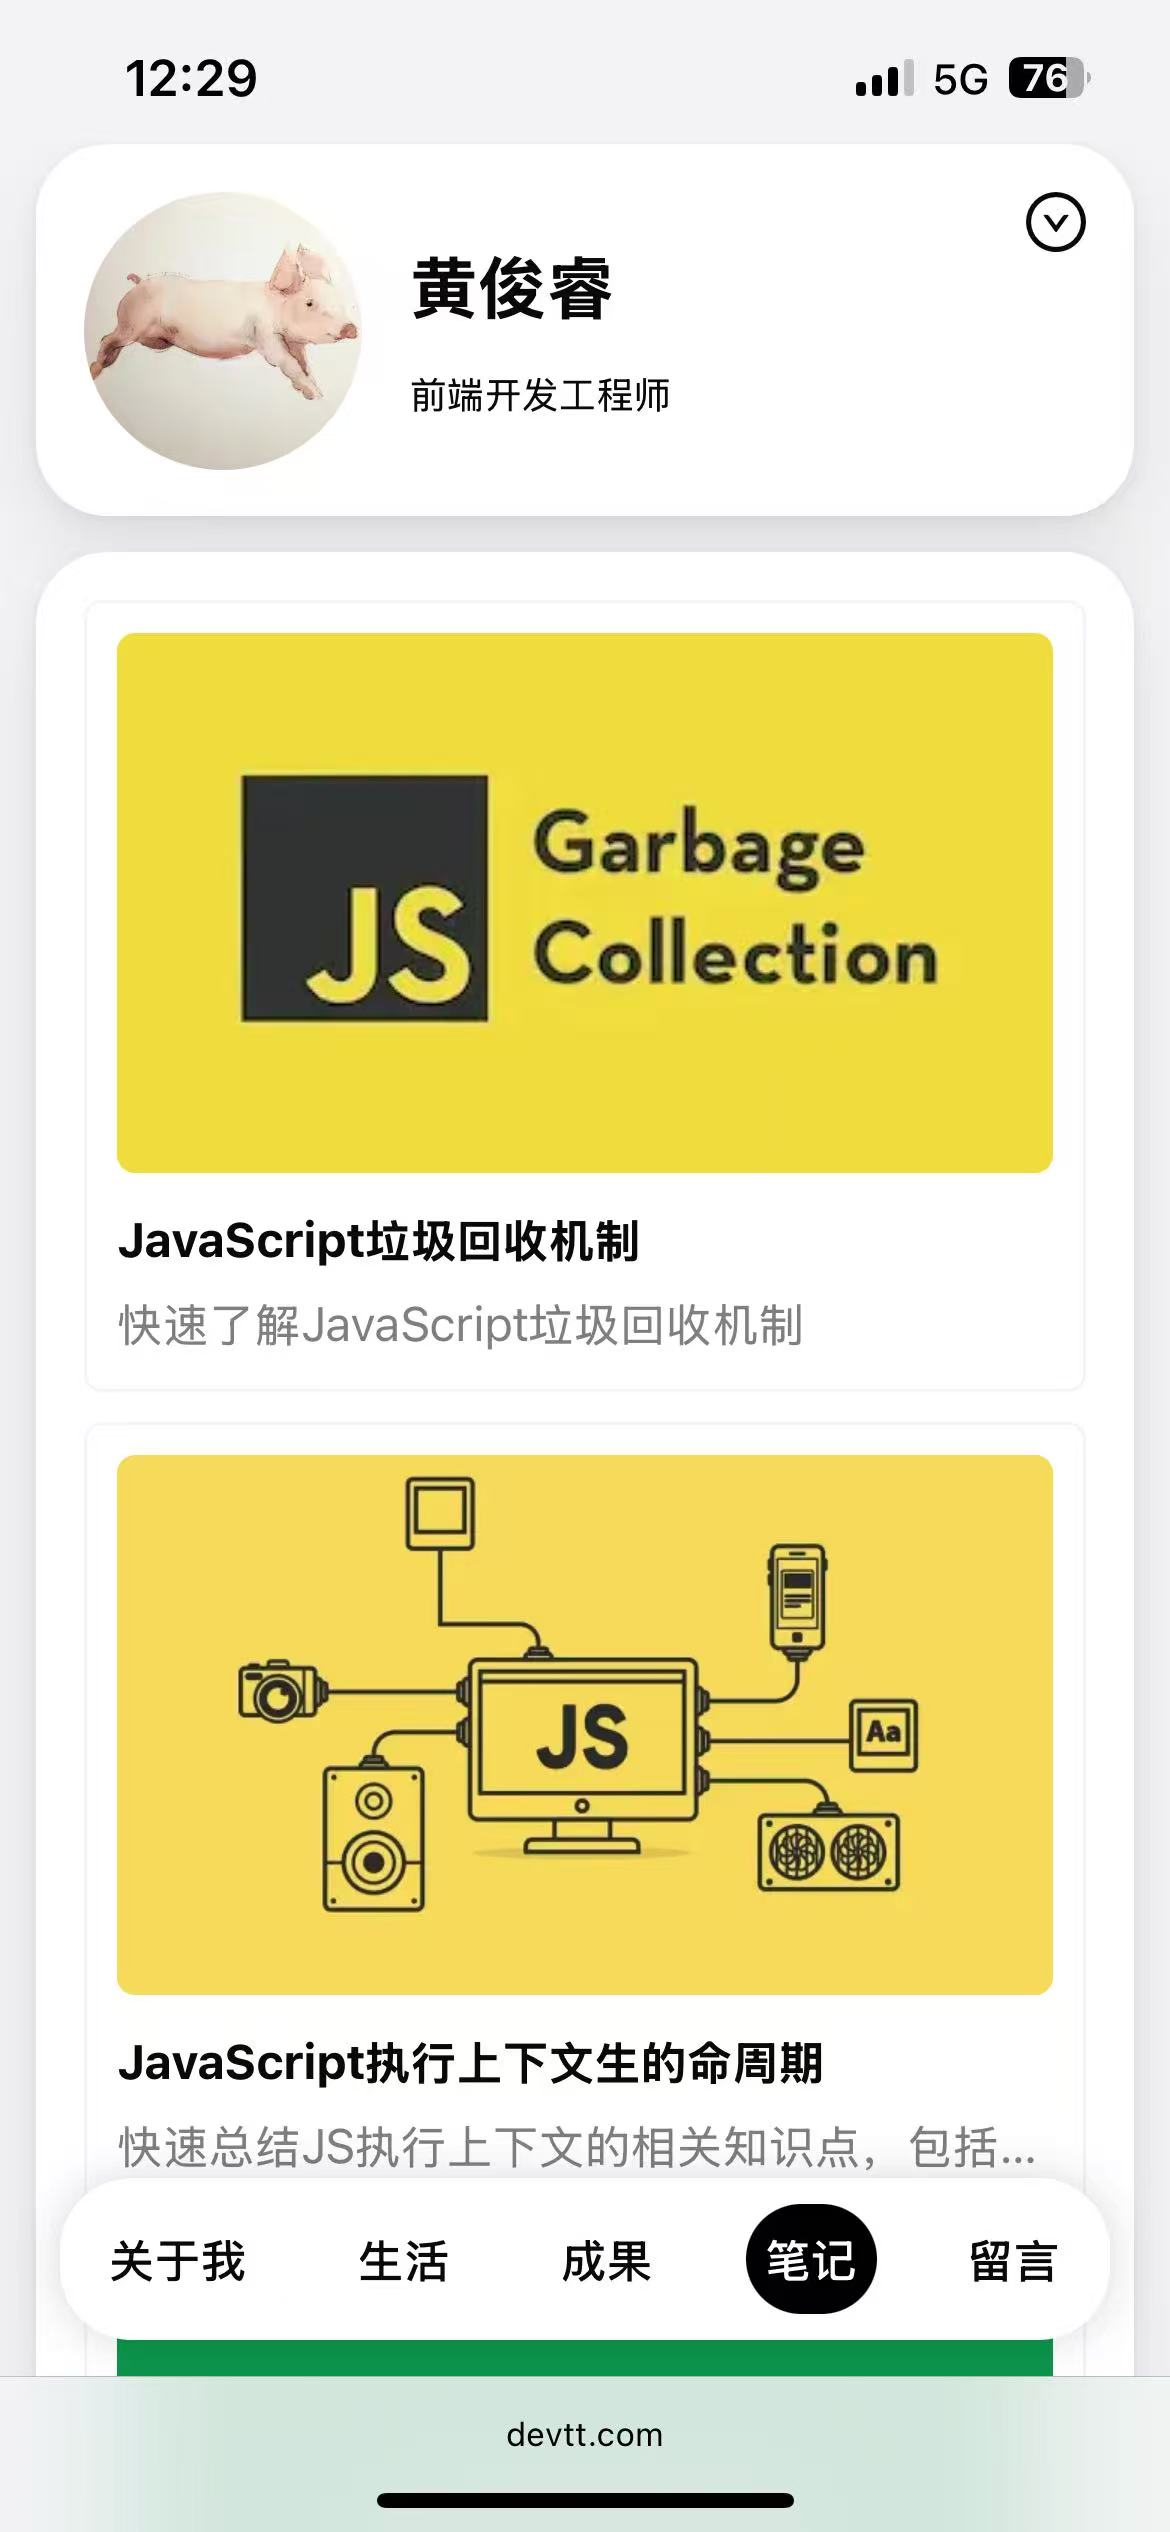 12:29
5G
76
黄俊睿
前端开发工程师
JS
Garbage
Collection
JavaScript垃圾回收机制
快速了解JavaScript垃圾回收机制
JS
Aa
JavaScript执行上下文生的命周期
快速总结JS执行上下文的相关知识点，包括...
关于我
生活
成果
笔记
留言
devtt.com